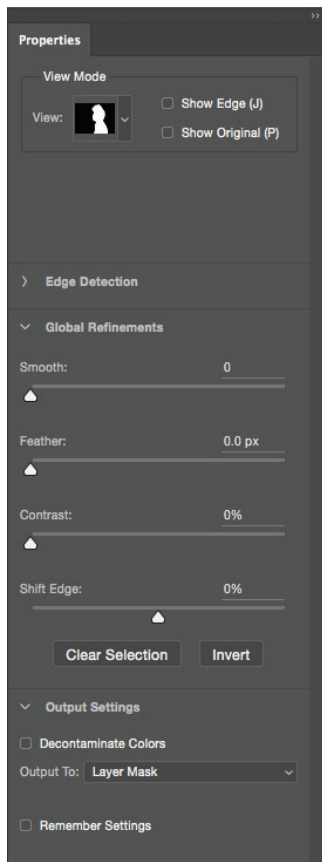 Properties
View Mode
View:
Show Edge (J)
Show Original (P)
Edge Detection
Global Refinements
Smooth: 0
Feather: 0.0 px
Contrast: 0%
Shift Edge: 0%
Clear Selection Invert
Output Settings
Decontaminate Colors
Output To: Layer Mask
Remember Settings